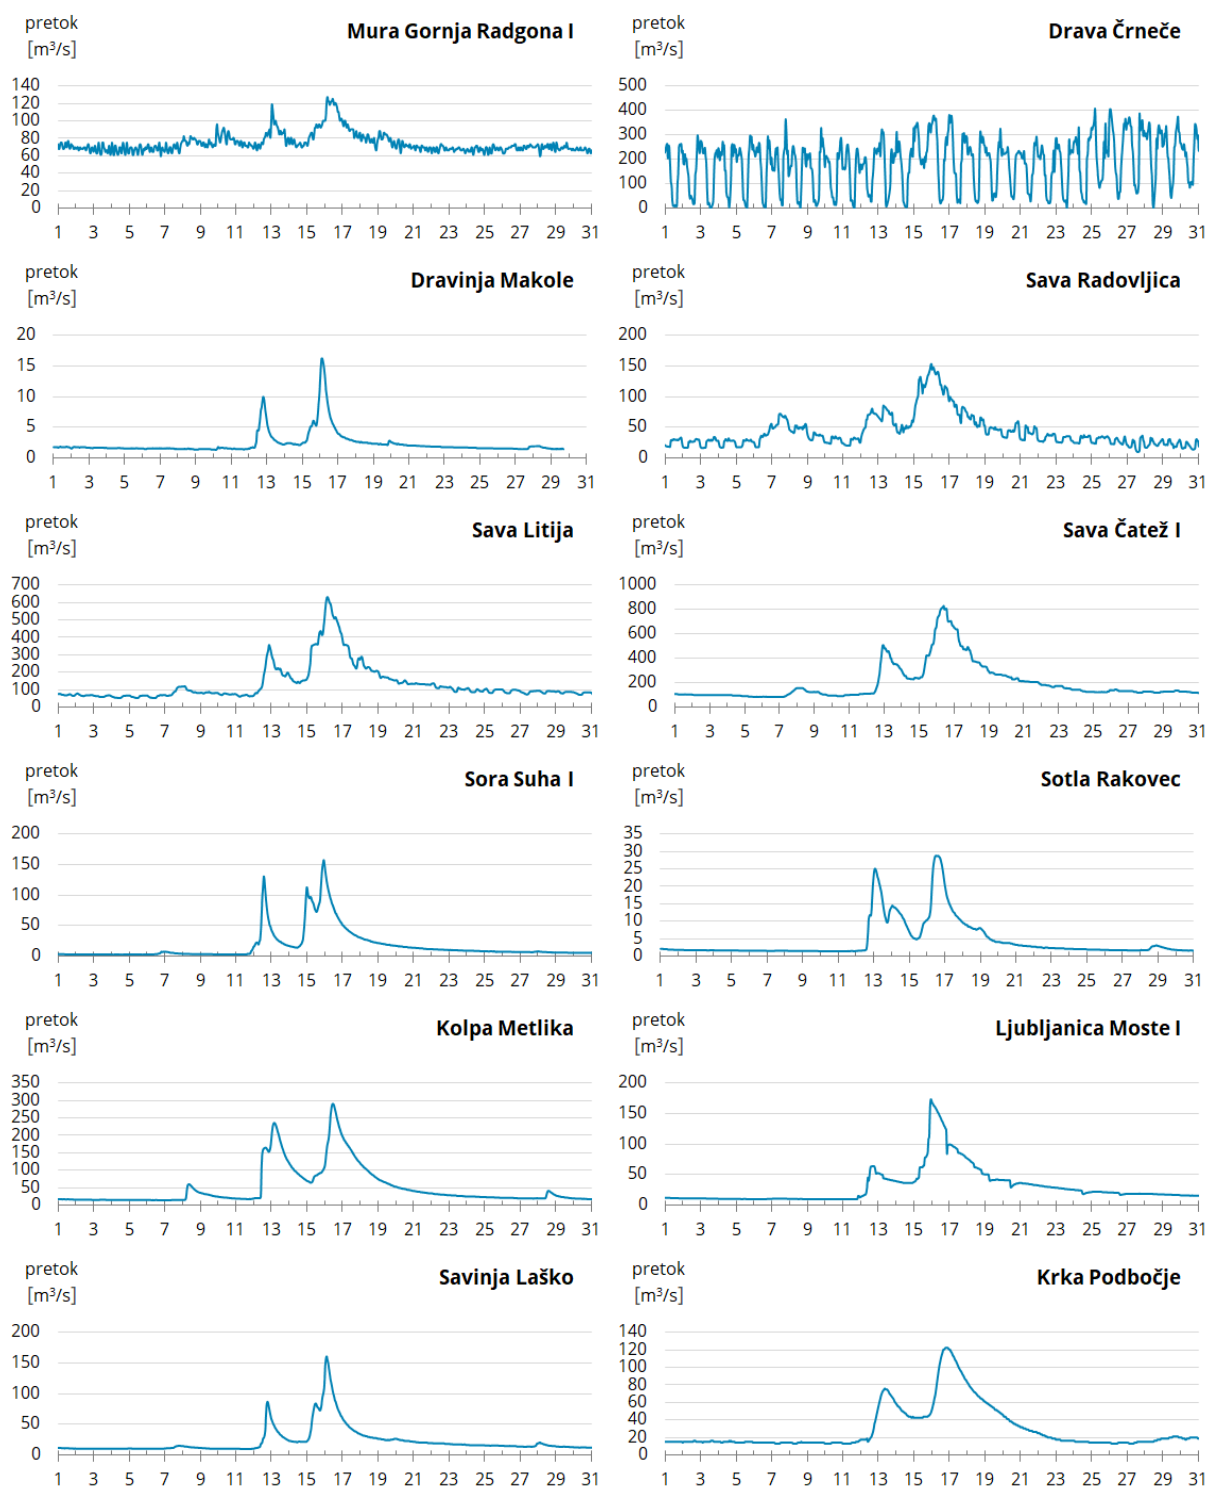 pretok
[m³/s]
Mura Gornja Radgona I
140
120
100
80
60
40
20
0
1 3 5 7 9 11 13 15 17 19 21 23 25 27 29 31
pretok
[m³/s]
Drava Črneče
500
400
300
200
100
0
1 3 5 7 9 11 13 15 17 19 21 23 25 27 29 31
pretok
[m³/s]
Dravinja Makole
20
15
10
5
0
1 3 5 7 9 11 13 15 17 19 21 23 25 27 29 31
pretok
[m³/s]
Sava Radovljica
200
150
100
50
0
1 3 5 7 9 11 13 15 17 19 21 23 25 27 29 31
pretok
[m³/s]
Sava Litija
700
600
500
400
300
200
100
0
1 3 5 7 9 11 13 15 17 19 21 23 25 27 29 31
pretok
[m³/s]
Sava Čatež I
1000
800
600
400
200
0
1 3 5 7 9 11 13 15 17 19 21 23 25 27 29 31
pretok
[m³/s]
Sora Suha I
200
150
100
50
0
1 3 5 7 9 11 13 15 17 19 21 23 25 27 29 31
pretok
[m³/s]
Sotla Rakovec
35
30
25
20
15
10
5
0
1 3 5 7 9 11 13 15 17 19 21 23 25 27 29 31
pretok
[m³/s]
Kolpa Metlika
350
300
250
200
150
100
50
0
1 3 5 7 9 11 13 15 17 19 21 23 25 27 29 31
pretok
[m³/s]
Ljubljanica Moste I
200
150
100
50
0
1 3 5 7 9 11 13 15 17 19 21 23 25 27 29 31
pretok
[m³/s]
Savinja Laško
200
150
100
50
0
1 3 5 7 9 11 13 15 17 19 21 23 25 27 29 31
pretok
[m³/s]
Krka Podbočje
140
120
100
80
60
40
20
0
1 3 5 7 9 11 13 15 17 19 21 23 25 27 29 31